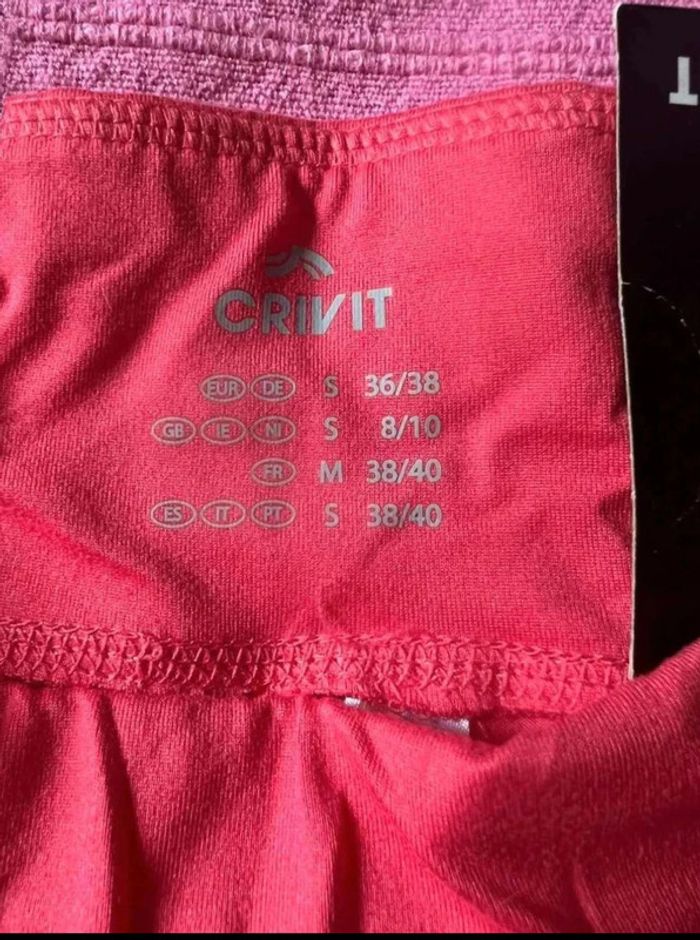 T
CRIVIT
EUR DE S 36/38
GB IE NI S 8/10
FR M 38/40
ES IT PT S 38/40